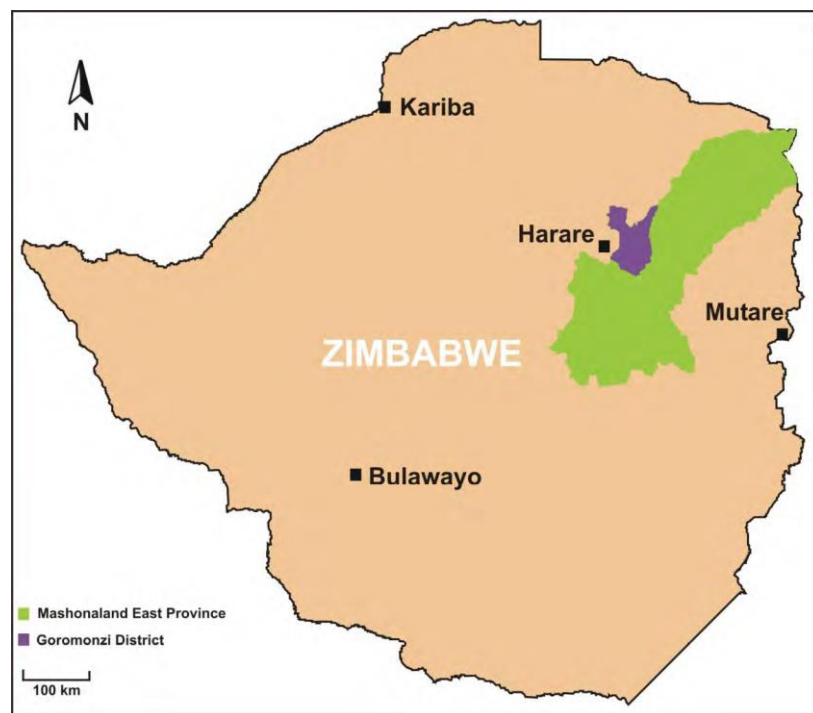 N
Kariba
Harare
Mutare
ZIMBABWE
Bulawayo
Mashonaland East Province
Goromonzi District
100 km